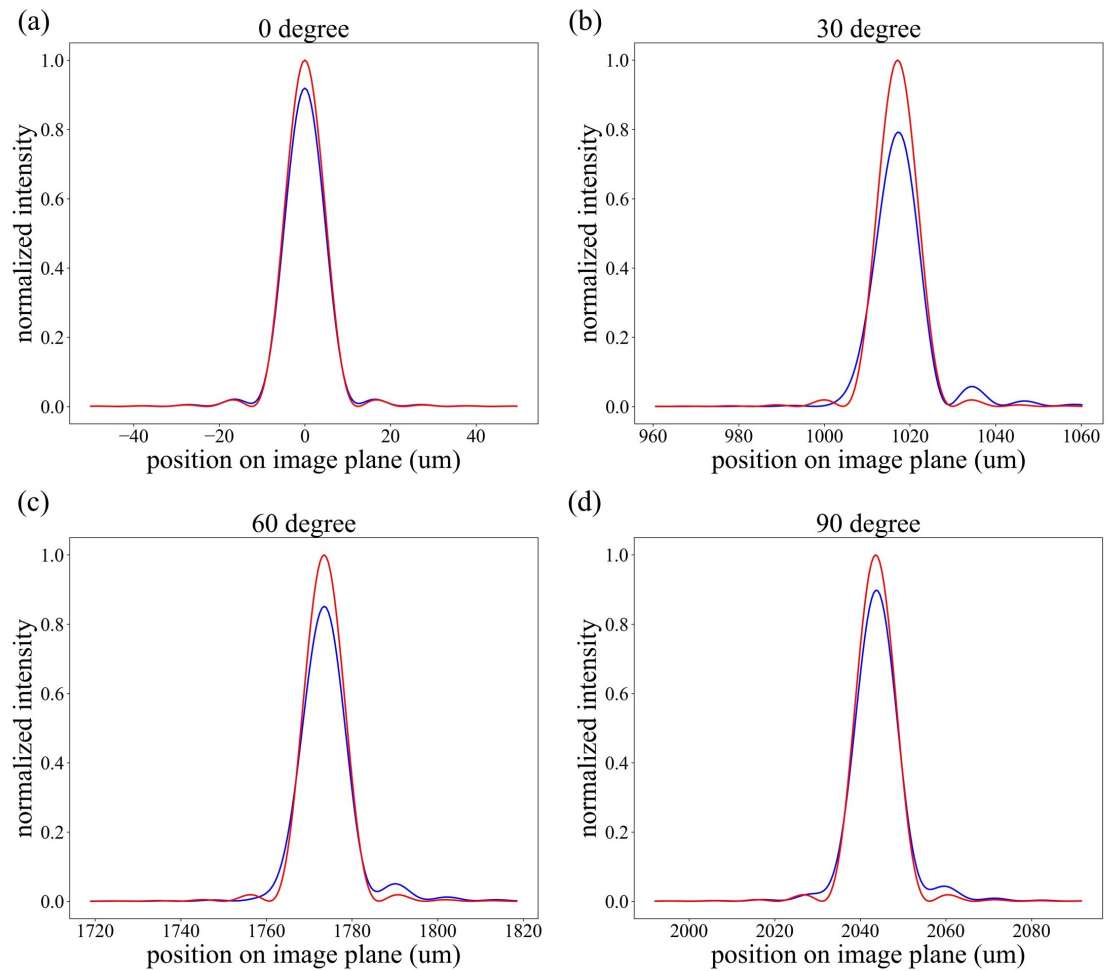 (a)
0 degree
normalized intensity
1.0
0.8
0.6
0.4
0.2
0.0
−40
−20
0
20
40
position on image plane (um)
(b)
30 degree
normalized intensity
1.0
0.8
0.6
0.4
0.2
0.0
960
980
1000
1020
1040
1060
position on image plane (um)
(c)
60 degree
normalized intensity
1.0
0.8
0.6
0.4
0.2
0.0
1720
1740
1760
1780
1800
1820
position on image plane (um)
(d)
90 degree
normalized intensity
1.0
0.8
0.6
0.4
0.2
0.0
2000
2020
2040
2060
2080
position on image plane (um)